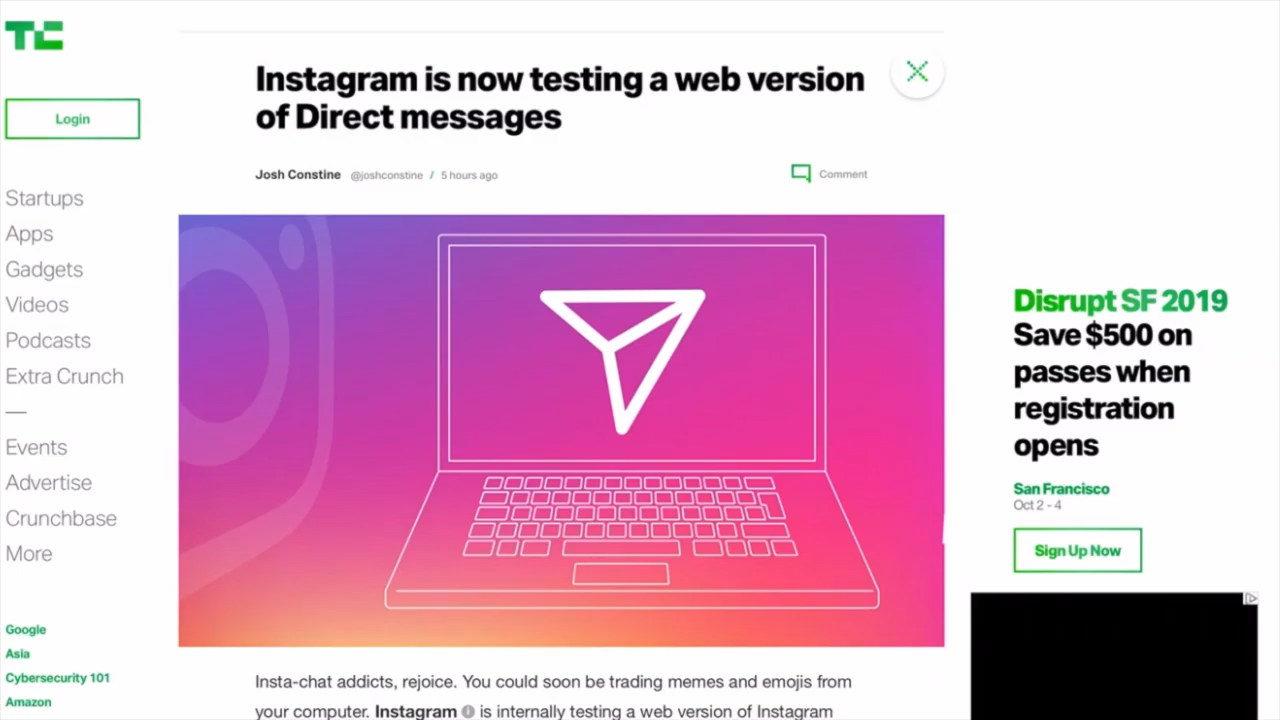 TC
Login
Startups
Apps
Gadgets
Videos
Podcasts
Extra Crunch
—
Events
Advertise
Crunchbase
More
Google
Asia
Cybersecurity 101
Amazon
Instagram is now testing a web version
of Direct messages
Josh Constine @joshconstine / 5 hours ago
Comment
Insta-chat addicts, rejoice. You could soon be trading memes and emojis from
your computer. Instagram is internally testing a web version of Instagram
Disrupt SF 2019
Save $500 on
passes when
registration
opens
San Francisco
Oct 2 - 4
Sign Up Now